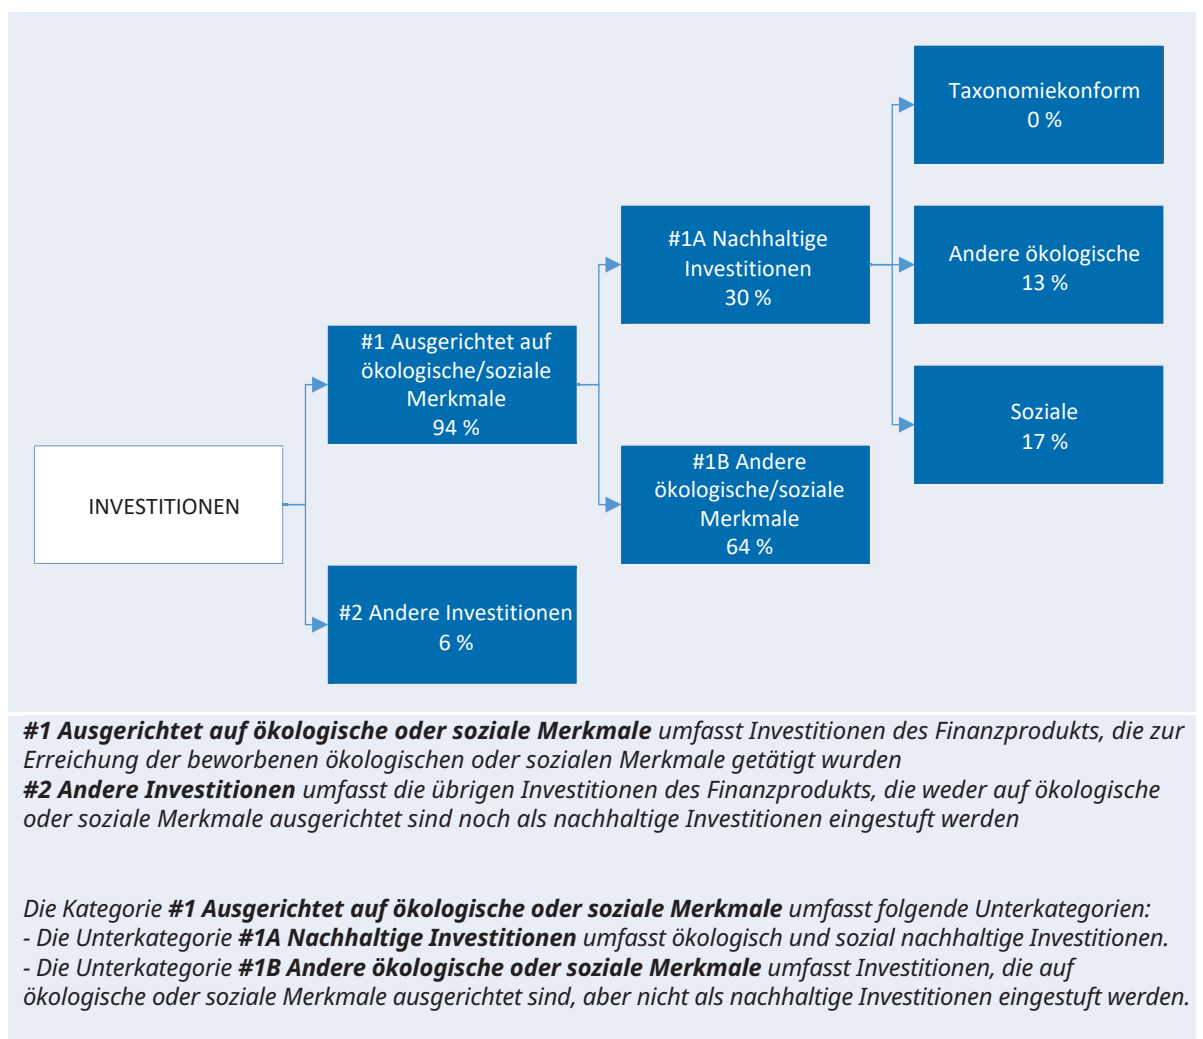 Taxonomiekonform
0 %
#1A Nachhaltige
Investitionen
30 %
Andere ökologische
13 %
#1 Ausgerichtet auf
ökologische/soziale
Merkmale
94 %
Soziale
17 %
INVESTITIONEN
#1B Andere
ökologische/soziale
Merkmale
64 %
#2 Andere Investitionen
6 %
#1 Ausgerichtet auf ökologische oder soziale Merkmale umfasst Investitionen des Finanzprodukts, die zur
Erreichung der beworbenen ökologischen oder sozialen Merkmale getätigt wurden
#2 Andere Investitionen umfasst die übrigen Investitionen des Finanzprodukts, die weder auf ökologische
oder soziale Merkmale ausgerichtet sind noch als nachhaltige Investitionen eingestuft werden
Die Kategorie #1 Ausgerichtet auf ökologische oder soziale Merkmale umfasst folgende Unterkategorien:
- Die Unterkategorie #1A Nachhaltige Investitionen umfasst ökologisch und sozial nachhaltige Investitionen.
- Die Unterkategorie #1B Andere ökologische oder soziale Merkmale umfasst Investitionen, die auf
ökologische oder soziale Merkmale ausgerichtet sind, aber nicht als nachhaltige Investitionen eingestuft werden.